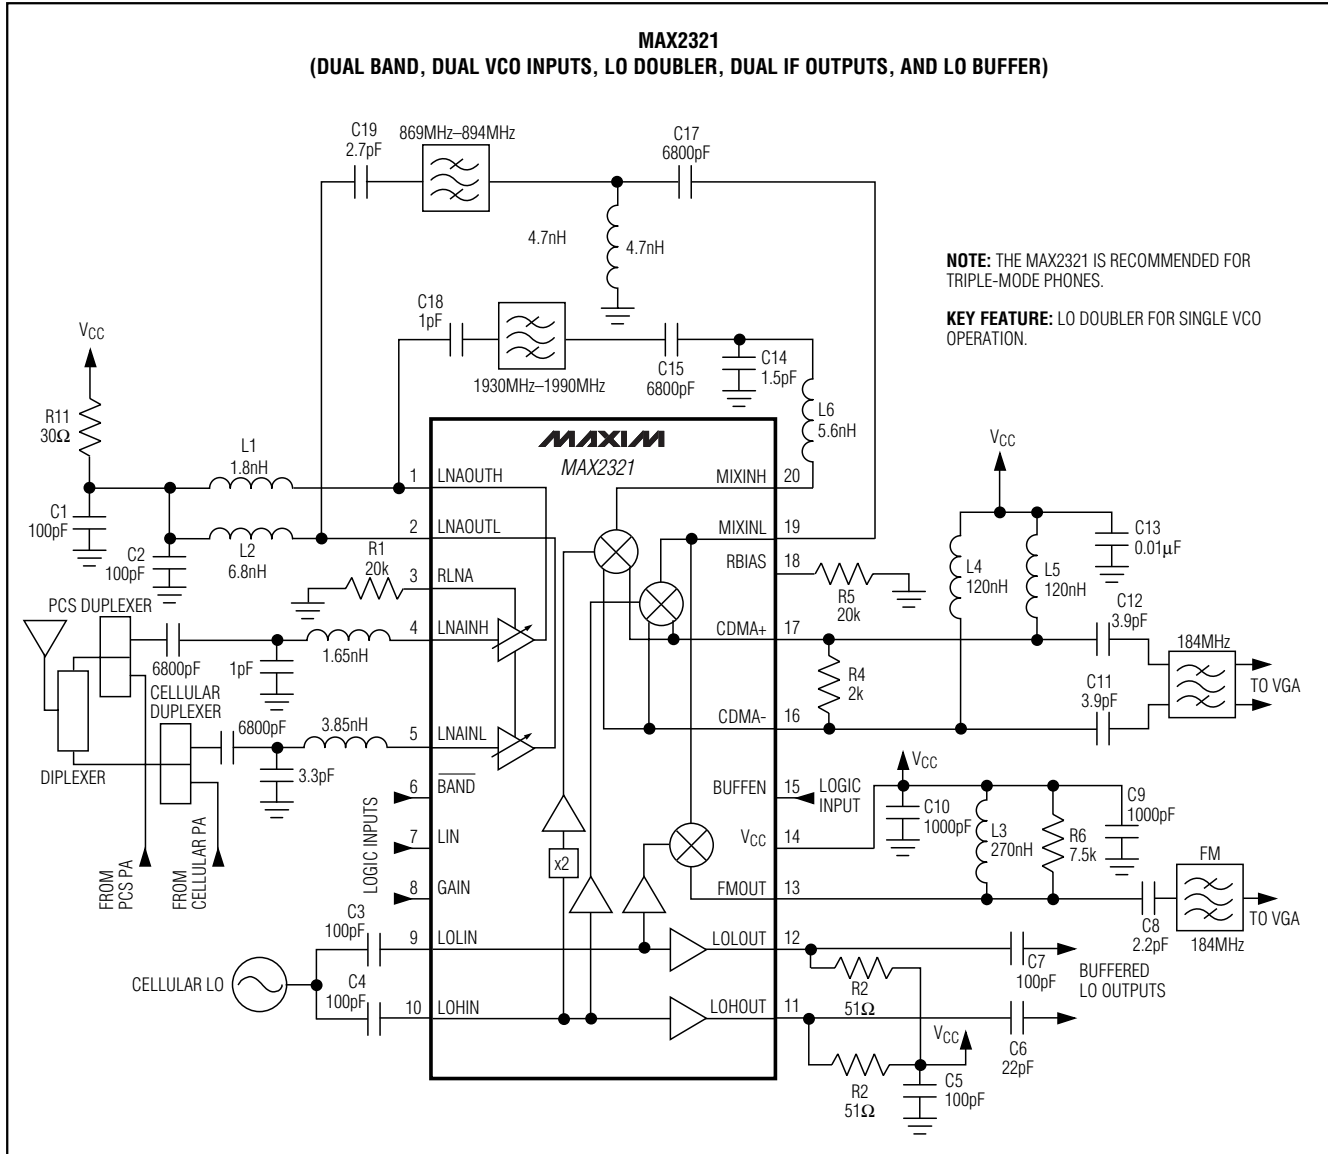 MAX2321
(DUAL BAND, DUAL VCO INPUTS, LO DOUBLER, DUAL IF OUTPUTS, AND LO BUFFER)
C19
2.7pF
869MHz–894MHz
C17
6800pF
4.7nH
4.7nH
NOTE: THE MAX2321 IS RECOMMENDED FOR
TRIPLE-MODE PHONES.
KEY FEATURE: LO DOUBLER FOR SINGLE VCO
OPERATION.
C18
1pF
1930MHz–1990MHz
C15
6800pF
C14
1.5pF
L6
5.6nH
VCC
R11
30Ω
C1
100pF
C2
100pF
L1
1.8nH
L2
6.8nH
R1
20k
MAXIM
MAX2321
1 LNAOUTH
2 LNAOUTL
3 RLNA
4 LNAINH
5 LNAINL
6 BAND
7 LIN
8 GAIN
9 LOLIN
10 LOHIN
MIXINH 20
MIXINL 19
RBIAS 18
CDMA+ 17
CDMA- 16
BUFFEN 15
VCC 14
FMOUT 13
LOLOUT 12
LOHOUT 11
x2
PCS DUPLEXER
6800pF
1pF
1.65nH
CELLULAR
DUPLEXER
6800pF
3.85nH
3.3pF
DIPLEXER
FROM
PCS PA
FROM
CELLULAR PA
LOGIC INPUTS
C3
100pF
C4
100pF
CELLULAR LO
R5
20k
R4
2k
VCC
L4
120nH
L5
120nH
C13
0.01µF
C12
3.9pF
C11
3.9pF
184MHz
TO VGA
LOGIC
INPUT
VCC
C10
1000pF
L3
270nH
R6
7.5k
C9
1000pF
FM
184MHz
TO VGA
C8
2.2pF
C7
100pF
BUFFERED
LO OUTPUTS
R2
51Ω
C6
22pF
VCC
R2
51Ω
C5
100pF